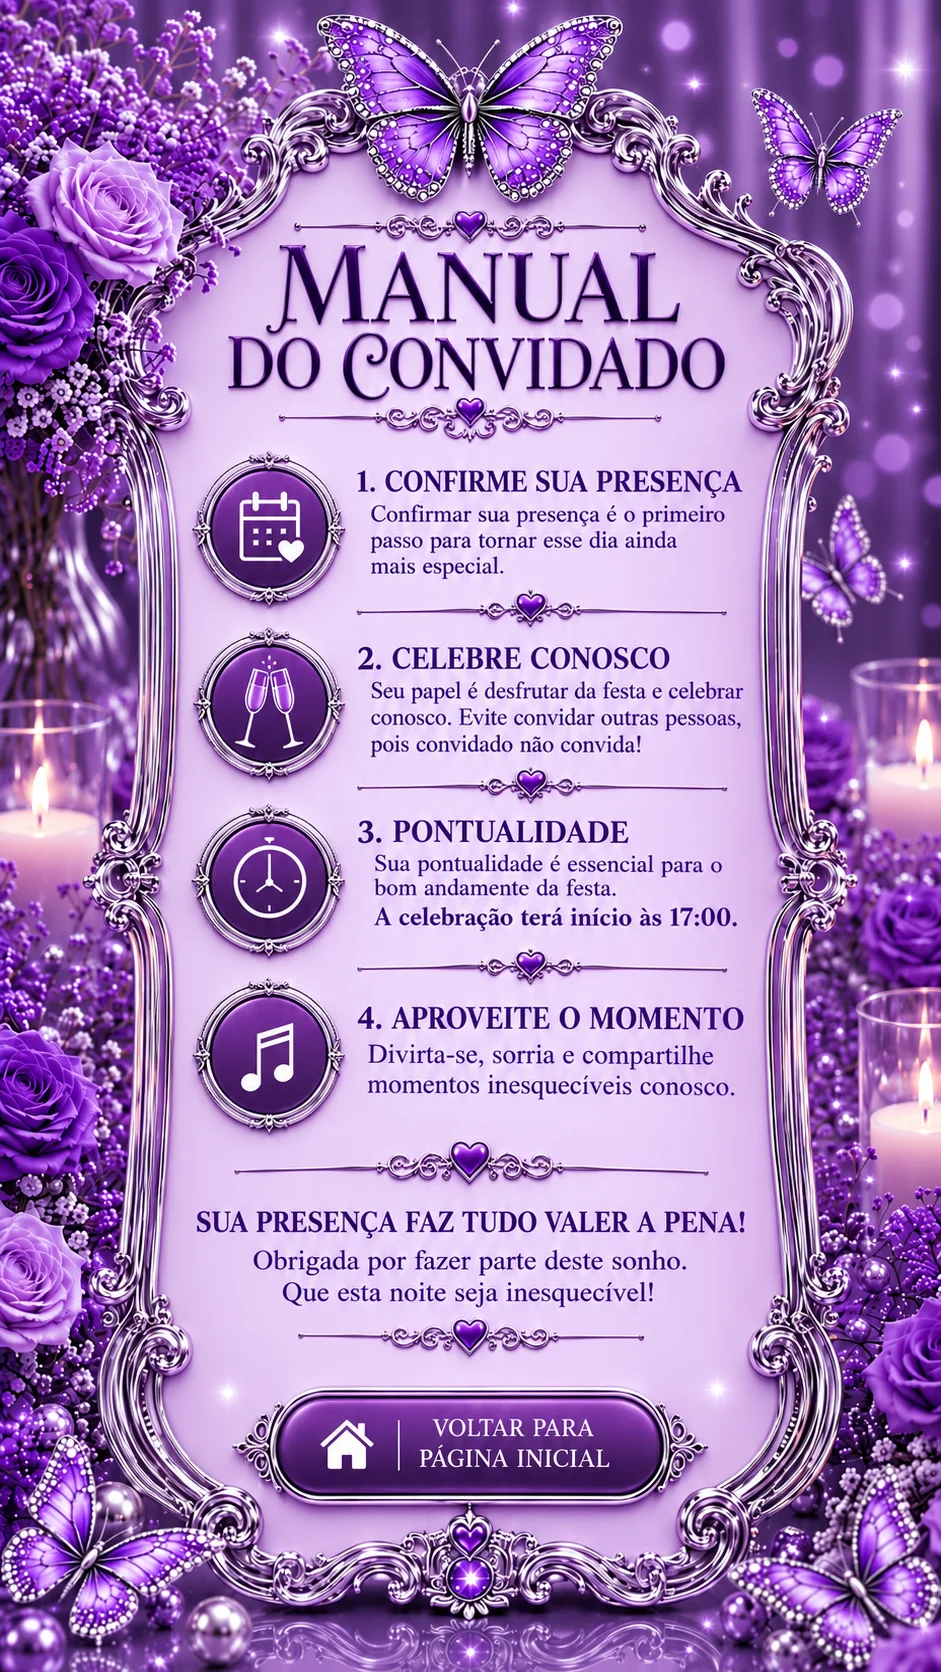 MANUAL
DO CONVIDADO
1. CONFIRME SUA PRESENÇA
Confirmar sua presença é o primeiro
passo para tornar esse dia ainda
mais especial.
2. CELEBRE CONOSCO
Seu papel é desfrutar da festa e celebrar
conosco. Evite convidar outras pessoas,
pois convidado não convida!
3. PONTUALIDADE
Sua pontualidade é essencial para o
bom andamente da festa.
A celebração terá início às 17:00.
4. APROVEITE O MOMENTO
Divirta-se, sorria e compartilhe
momentos inesquecíveis conosco.
SUA PRESENÇA FAZ TUDO VALER A PENA!
Obrigada por fazer parte deste sonho.
Que esta noite seja inesquecível!
VOLTAR PARA
PÁGINA INICIAL